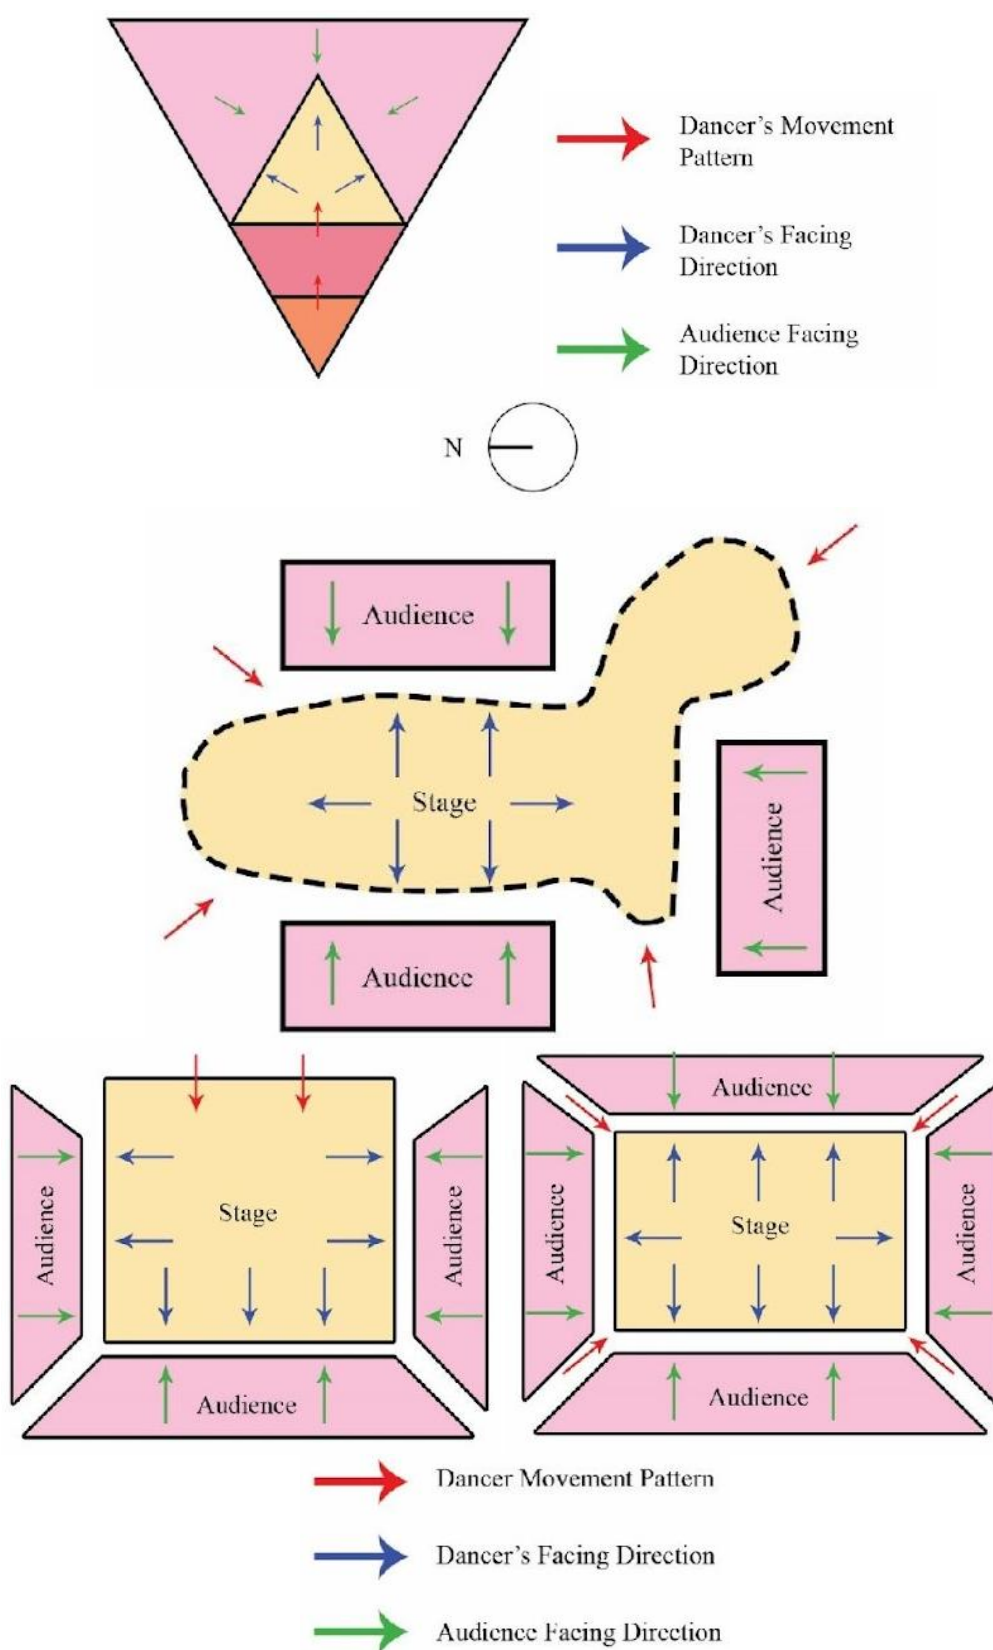 Dancer's Movement
Pattern
Dancer's Facing
Direction
Audience Facing
Direction
N
Audience
Stage
Audience
Audience
Audience
Stage
Audience
Audience
Audience
Audience
Stage
Audience
Audience
Dancer Movement Pattern
Dancer's Facing Direction
Audience Facing Direction